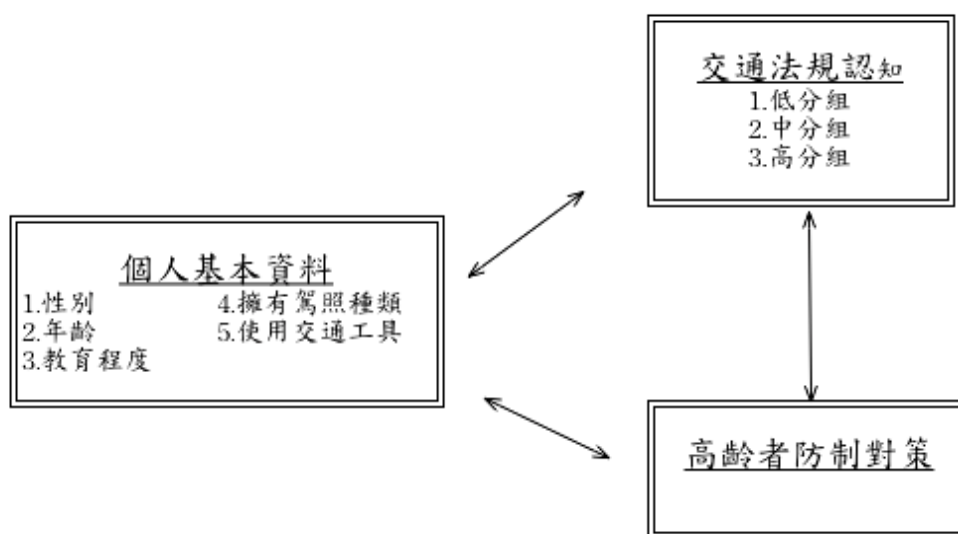 交通法規認知
1.低分組
2.中分組
3.高分組
個人基本資料
1.性別 4.擁有駕照種類
2.年齡 5.使用交通工具
3.教育程度
高齡者防制對策